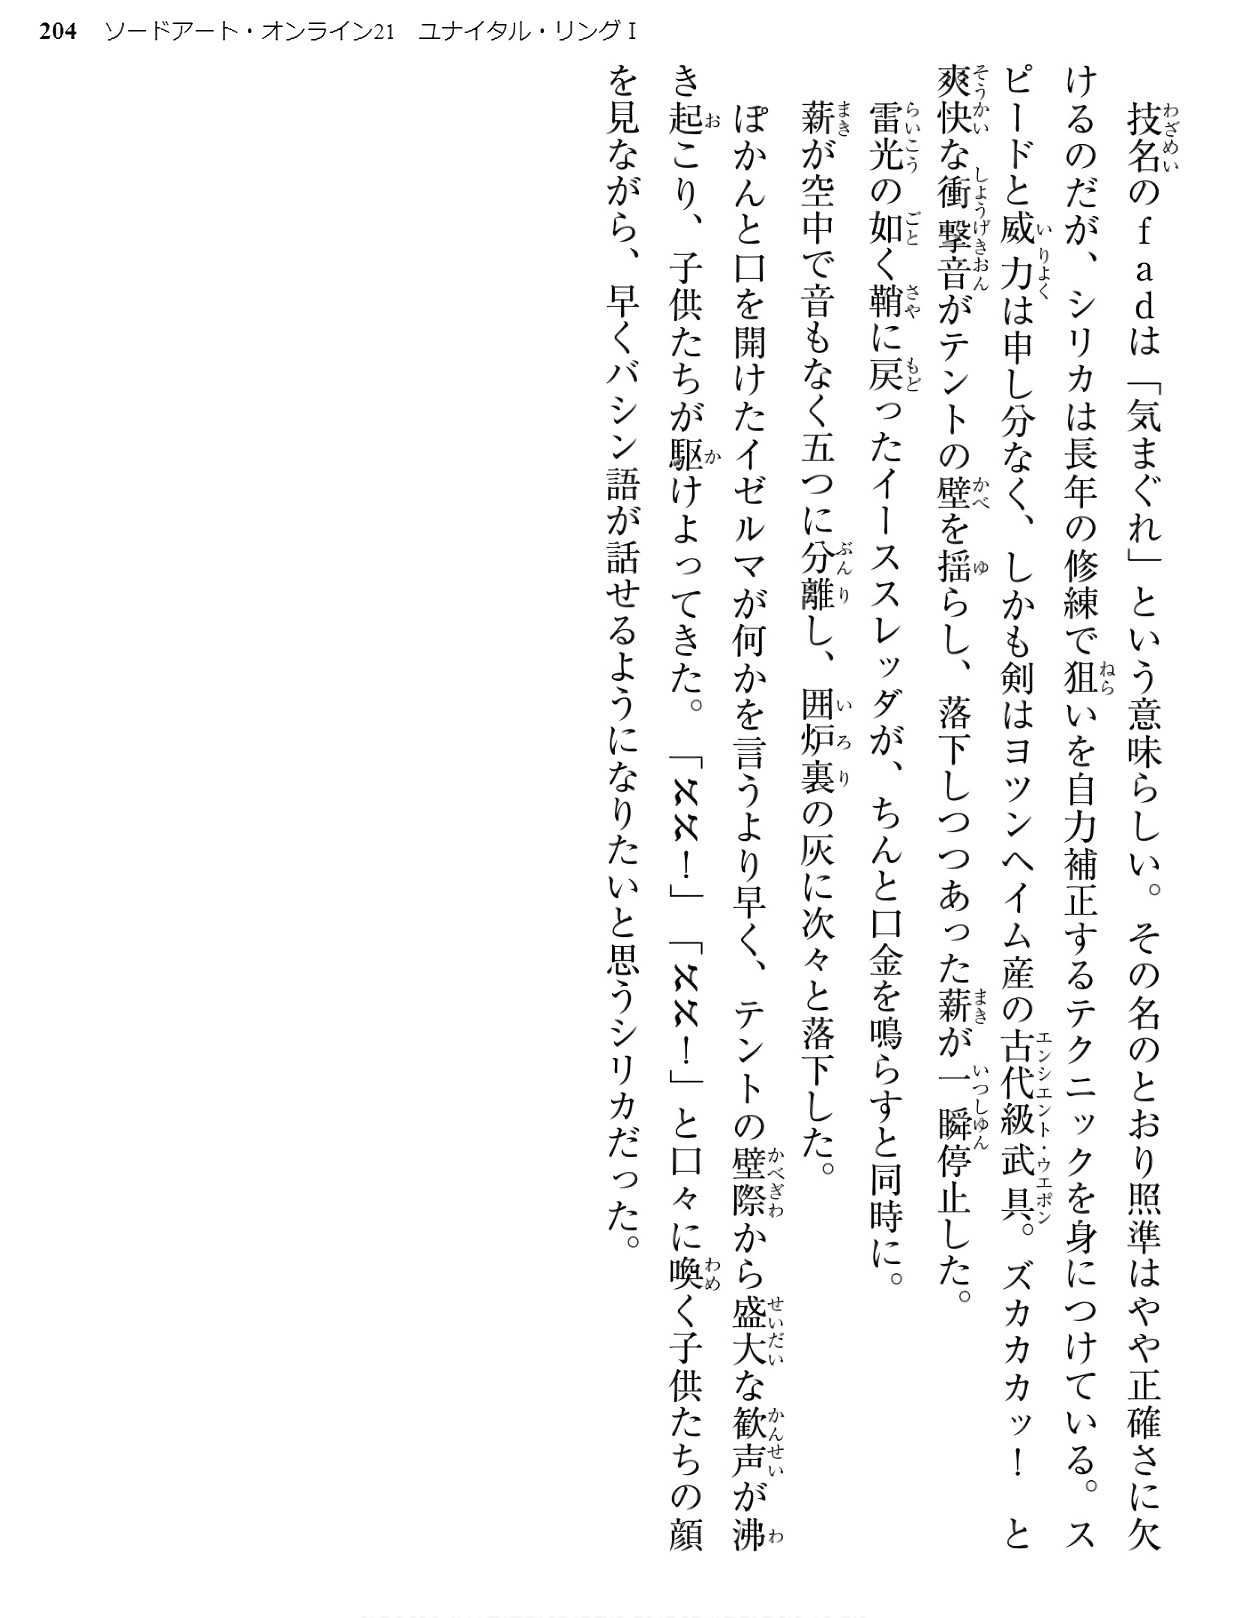 204 ソードアート・オンライン21 ユナイタル・リングⅠ
技名のfadは「気まぐれ」という意味らしい。その名のとおり照準はやや正確さに欠
けるのだが、シリカは長年の修練で狙いを自力補正するテクニックを身につけている。ス
ピードと威力は申し分なく、しかも剣はヨツンヘイム産の古代級武具。ズカカカッ! と
爽快な衝撃音がテントの壁を揺らし、落下しつつあった薪が一瞬停止した。
雷光の如く鞘に戻ったイーススレッダが、ちんと口金を鳴らすと同時に。
薪が空中で音もなく五つに分離し、囲炉裏の灰に次々と落下した。
ぽかんと口を開けたイゼルマが何かを言うより早く、テントの壁際から盛大な歓声が沸
き起こり、子供たちが駆けよってきた。「ℵℵ!」「ℵℵ!」と口々に喚く子供たちの顔
を見ながら、早くバシン語が話せるようになりたいと思うシリカだった。